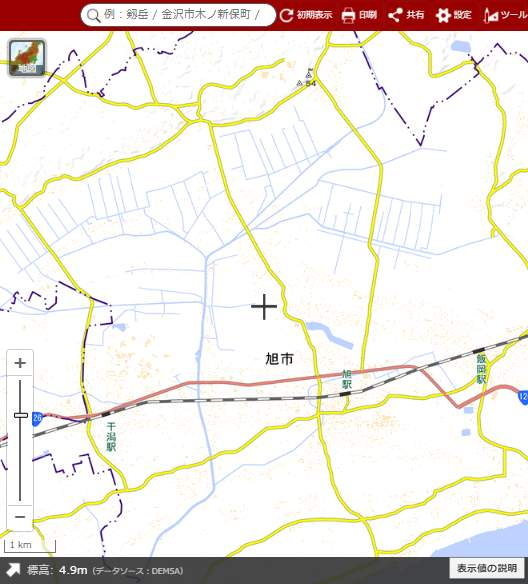 例：剱岳 / 金沢市木ノ新保町 /
初期表示
印刷
共有
設定
ツール
地図
54
旭市
飯岡駅
旭駅
干潟駅
26
12
1 km
標高: 4.9m（データソース：DEM5A）
表示値の説明